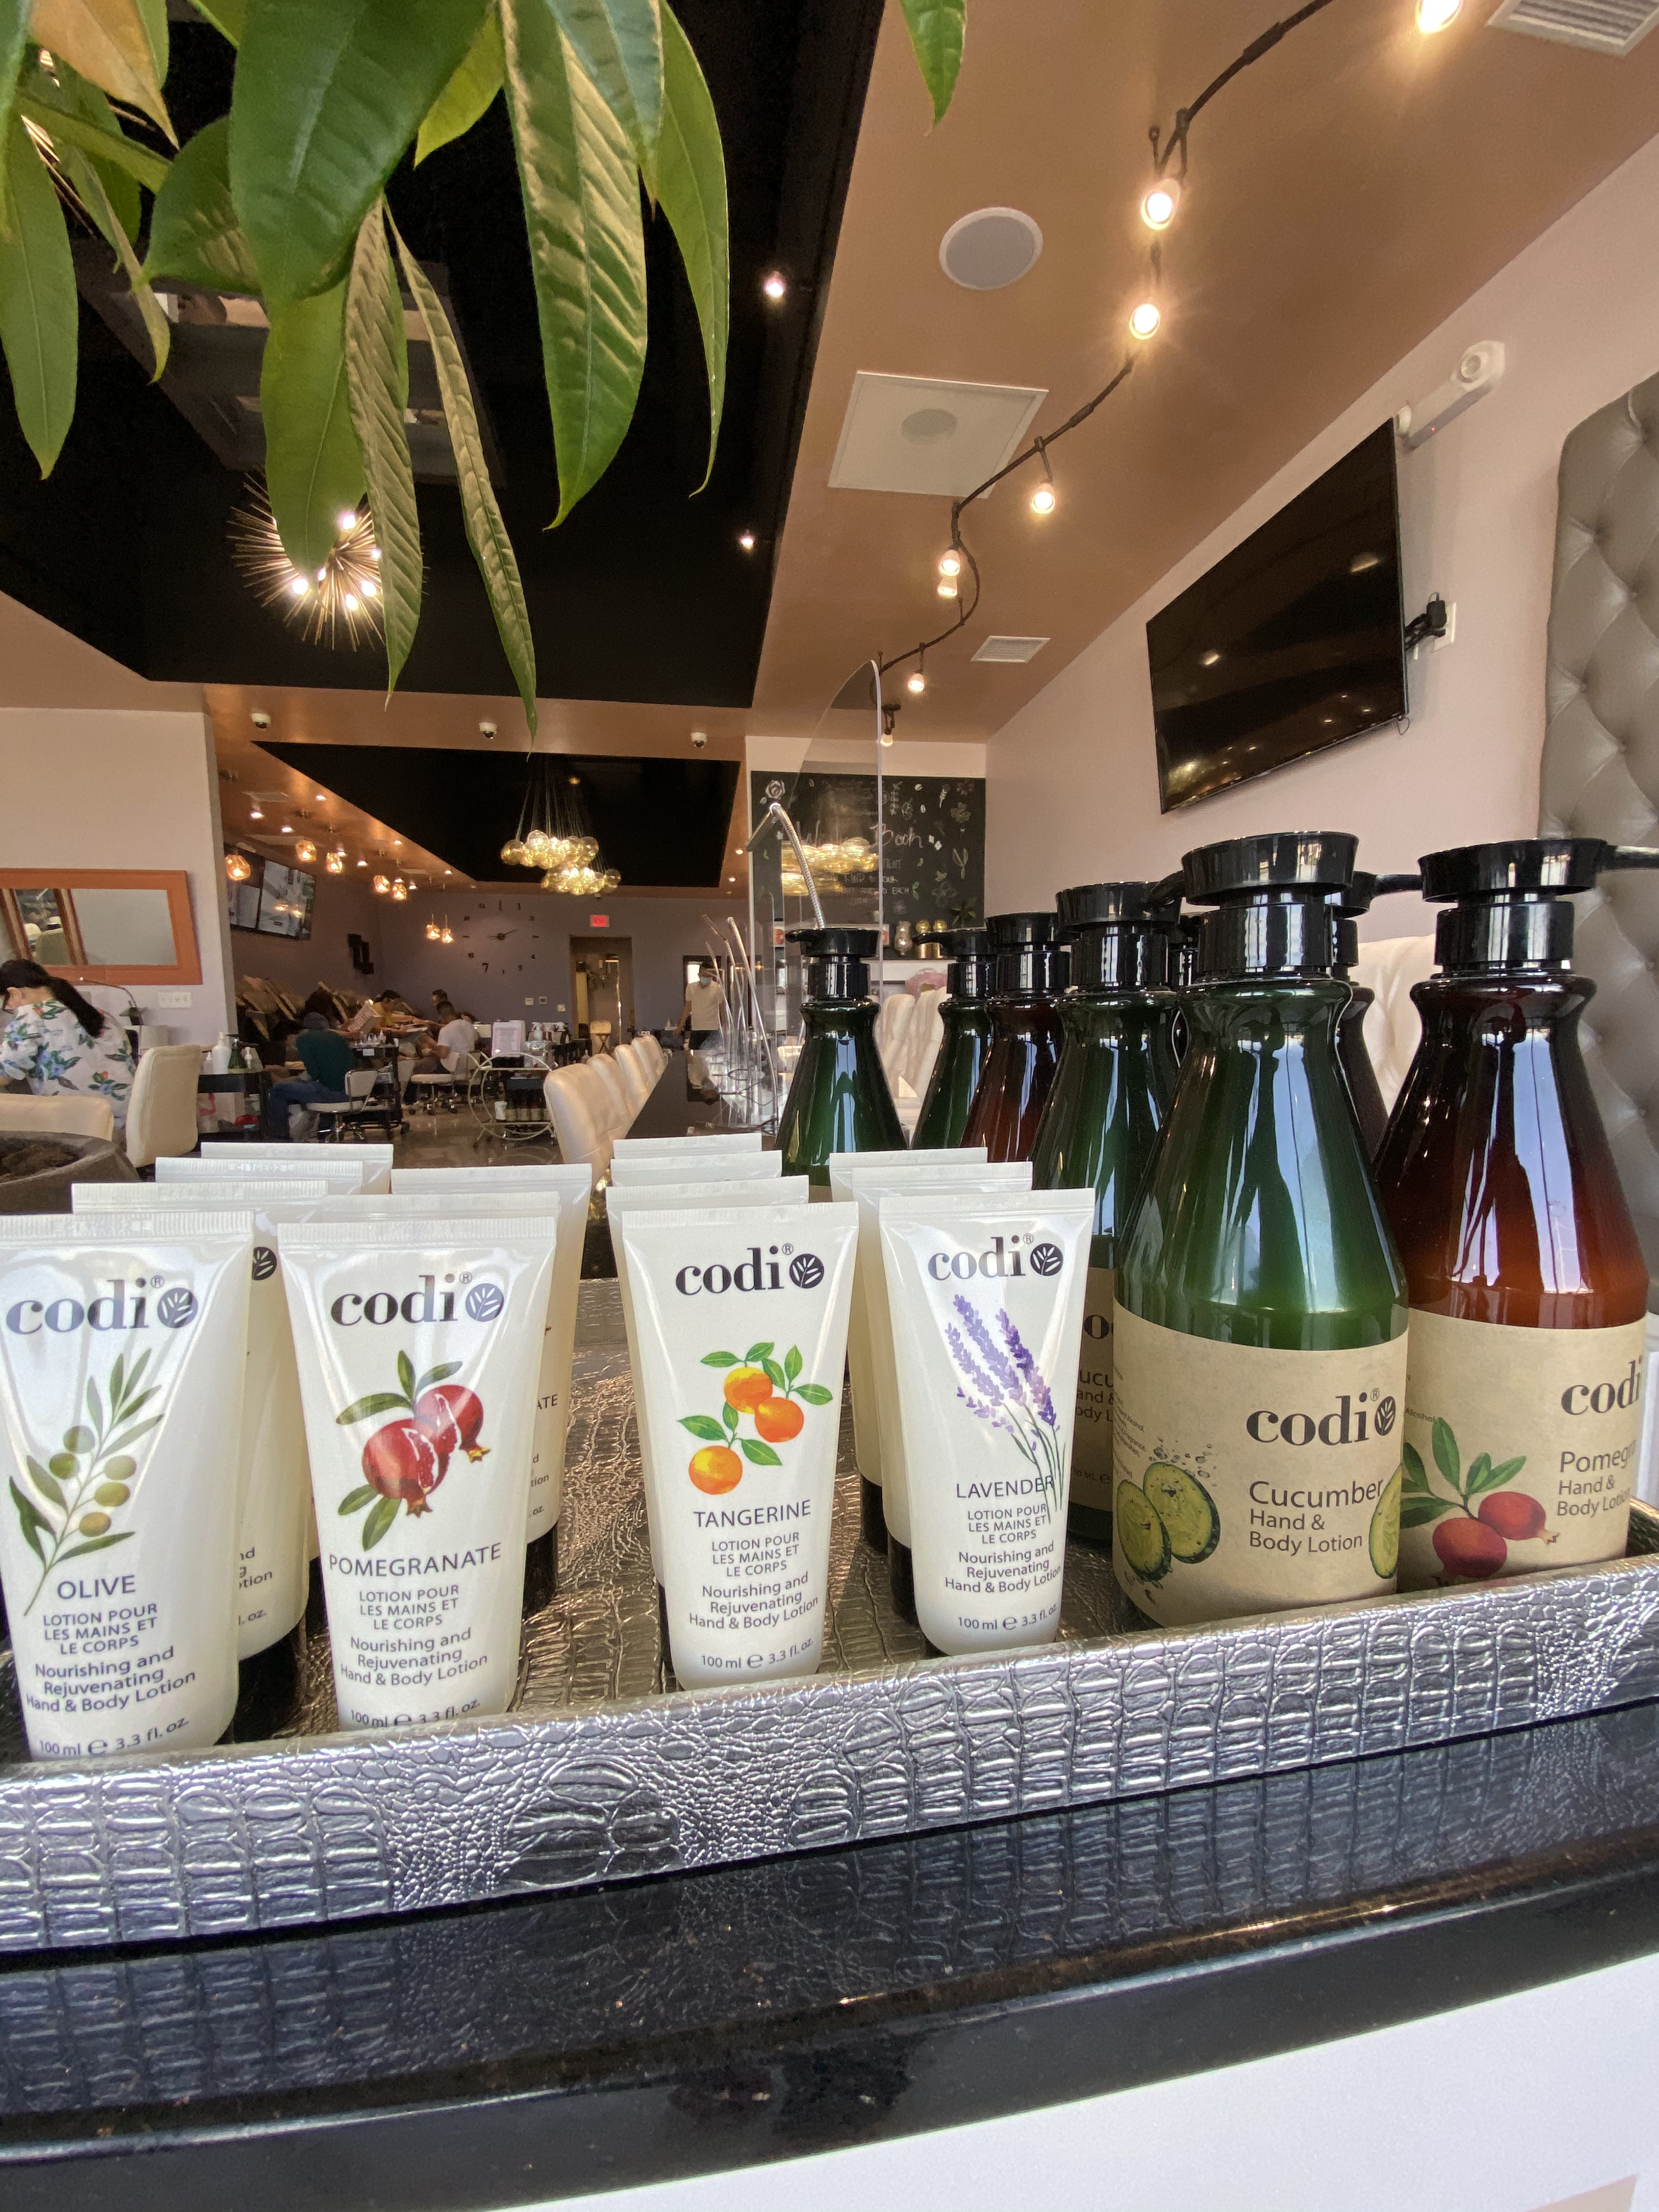 codi®
OLIVE
LOTION POUR
LES MAINS ET
LE CORPS
Nourishing and
Rejuvenating
Hand & Body Lotion
100 ml e 3.3 fl. oz.
codi®
POMEGRANATE
LOTION POUR
LES MAINS ET
LE CORPS
Nourishing and
Rejuvenating
Hand & Body Lotion
100 ml e 3.3 fl. oz.
codi®
TANGERINE
LOTION POUR
LES MAINS ET
LE CORPS
Nourishing and
Rejuvenating
Hand & Body Lotion
100 ml e 3.3 fl. oz.
codi®
LAVENDER
LOTION POUR
LES MAINS ET
LE CORPS
Nourishing and
Rejuvenating
Hand & Body Lotion
100 ml e 3.3 fl. oz.
codi®
Cucumber
Hand &
Body Lotion
codi
Pomegr
Hand &
Body Lotio